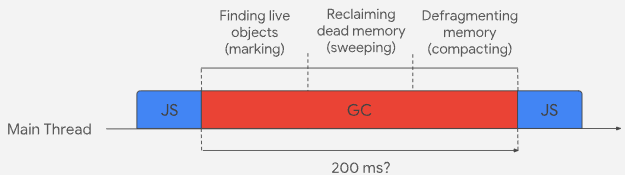 Finding live
objects
(marking)
Reclaiming
dead memory
(sweeping)
Defragmenting
memory
(compacting)
JS
GC
JS
Main Thread
200 ms?